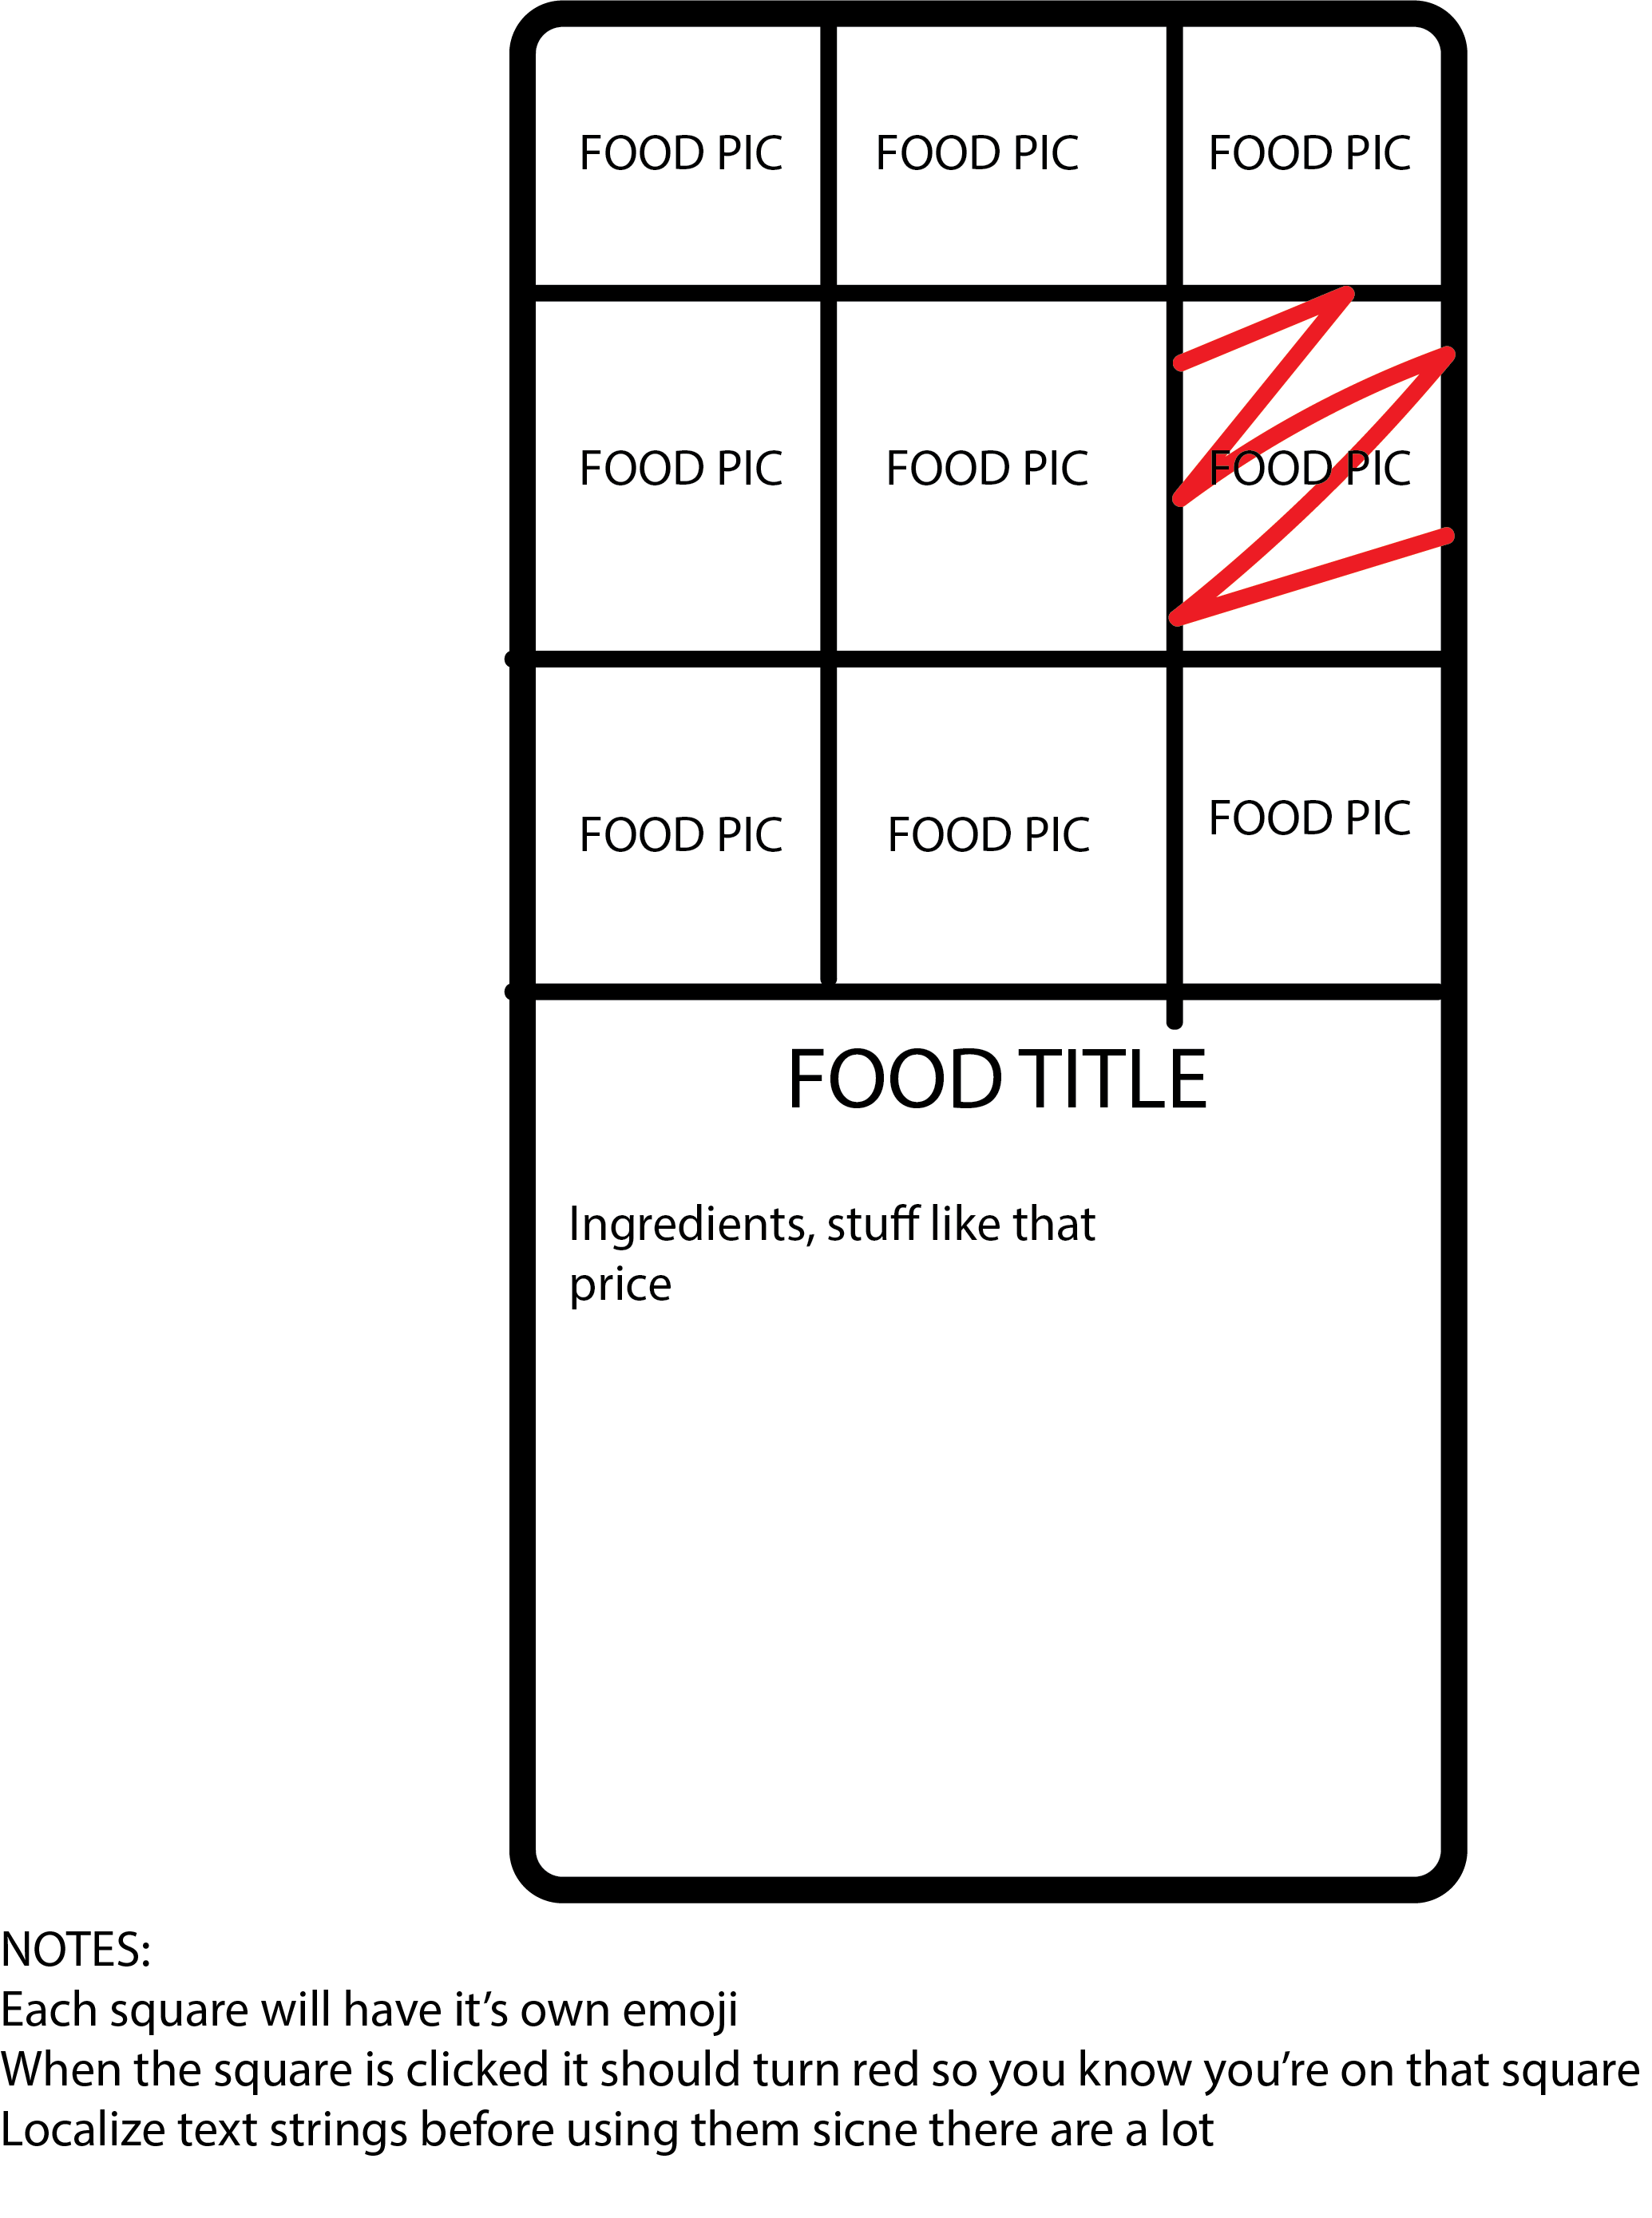 FOOD PIC FOOD PIC FOOD PIC
FOOD PIC FOOD PIC FOOD PIC
FOOD PIC FOOD PIC FOOD PIC
FOOD TITLE
Ingredients, stuff like that
price
NOTES:
Each square will have it’s own emoji
When the square is clicked it should turn red so you know you’re on that square
Localize text strings before using them sicne there are a lot